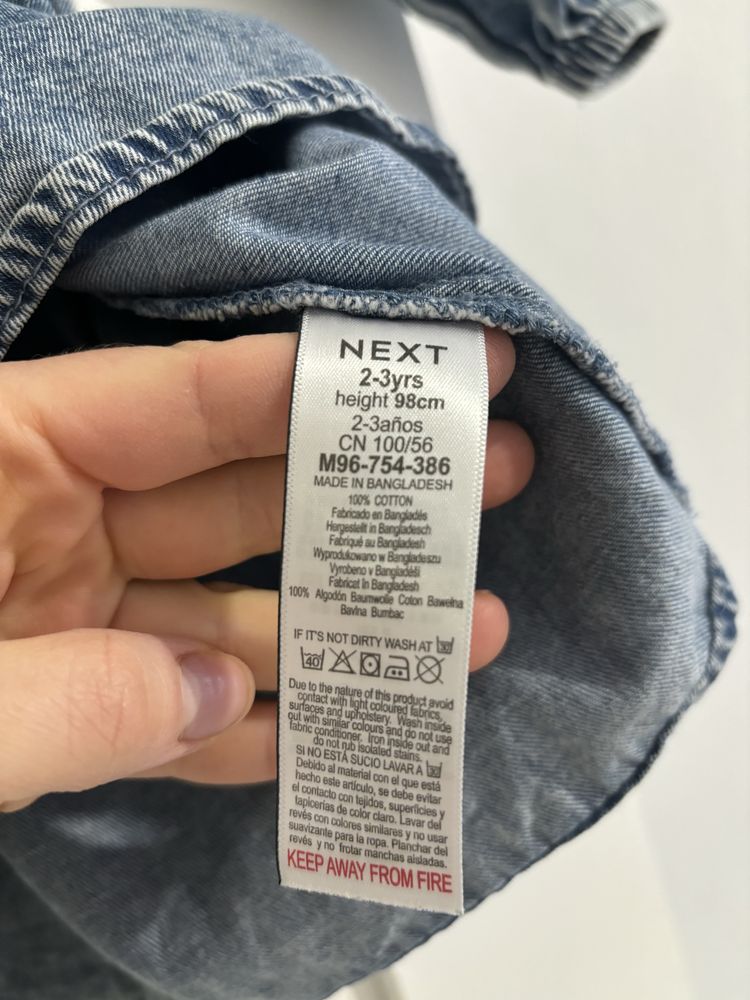 NEXT
2-3yrs
height 98cm
2-3años
CN 100/56
M96-754-386
MADE IN BANGLADESH
100% COTTON
Fabricado en Bangladés
Hergestellt in Bangladesch
Fabriqué au Bangladesh
Wyprodukowano w Bangladeszu
Vyrobeno v Bangladéši
Fabricat în Bangladesh
100% Algodón Baumwolle Coton Bawełna
Bavlna Bumbac
IF IT'S NOT DIRTY WASH AT 30
40
Due to the nature of this product avoid
contact with light coloured fabrics,
surfaces and upholstery. Wash inside
out with similar colours and do not use
fabric conditioner. Iron inside out and
do not rub isolated stains.
SI NO ESTÁ SUCIO LAVAR A 30
Debido al material con el que está
hecho este artículo, se debe evitar
el contacto con tejidos, superficies y
tapicerías de color claro. Lavar del
revés con colores similares y no usar
suavizante para la ropa. Planchar del
revés y no frotar manchas aisladas.
KEEP AWAY FROM FIRE